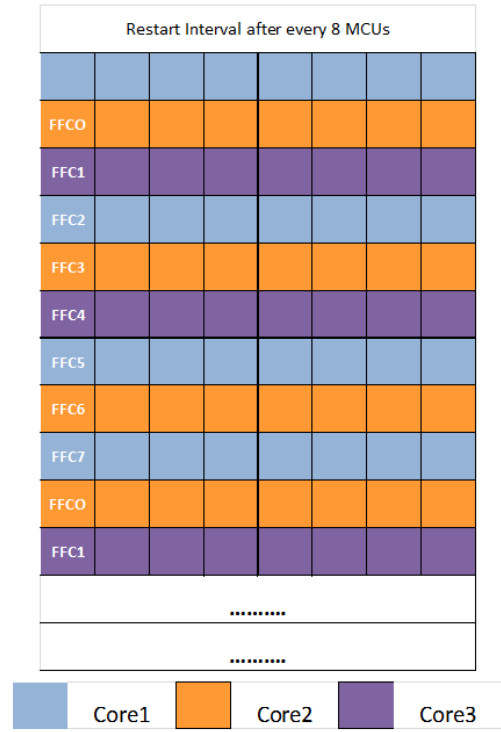 Restart Interval after every 8 MCUs
FFCO
FFC1
FFC2
FFC3
FFC4
FFC5
FFC6
FFC7
FFCO
FFC1
..........
..........
Core1 Core2 Core3